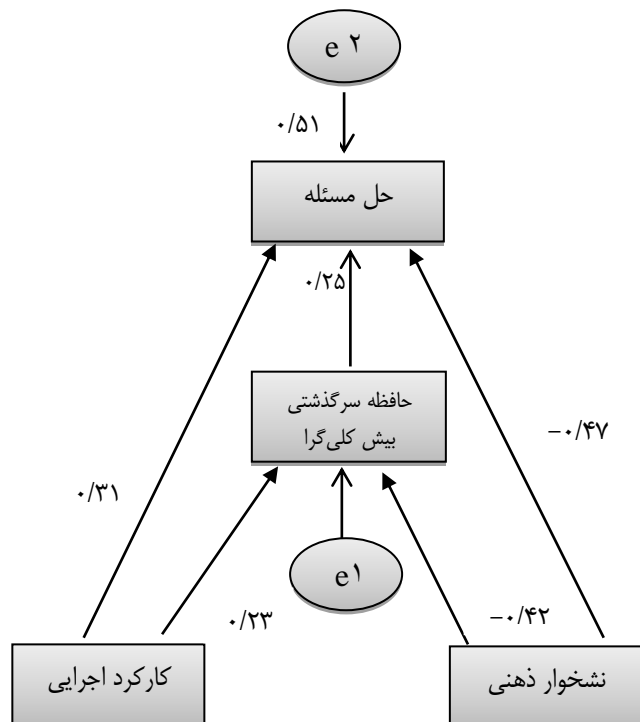 e ۲
۰/۵۱
حل مسئله
۰/۲۵
حافظه سرگذشتی
بیش کلی‌گرا
−۰/۴۷
۰/۳۱
e۱
۰/۲۳
−۰/۴۲
کارکرد اجرایی
نشخوار ذهنی